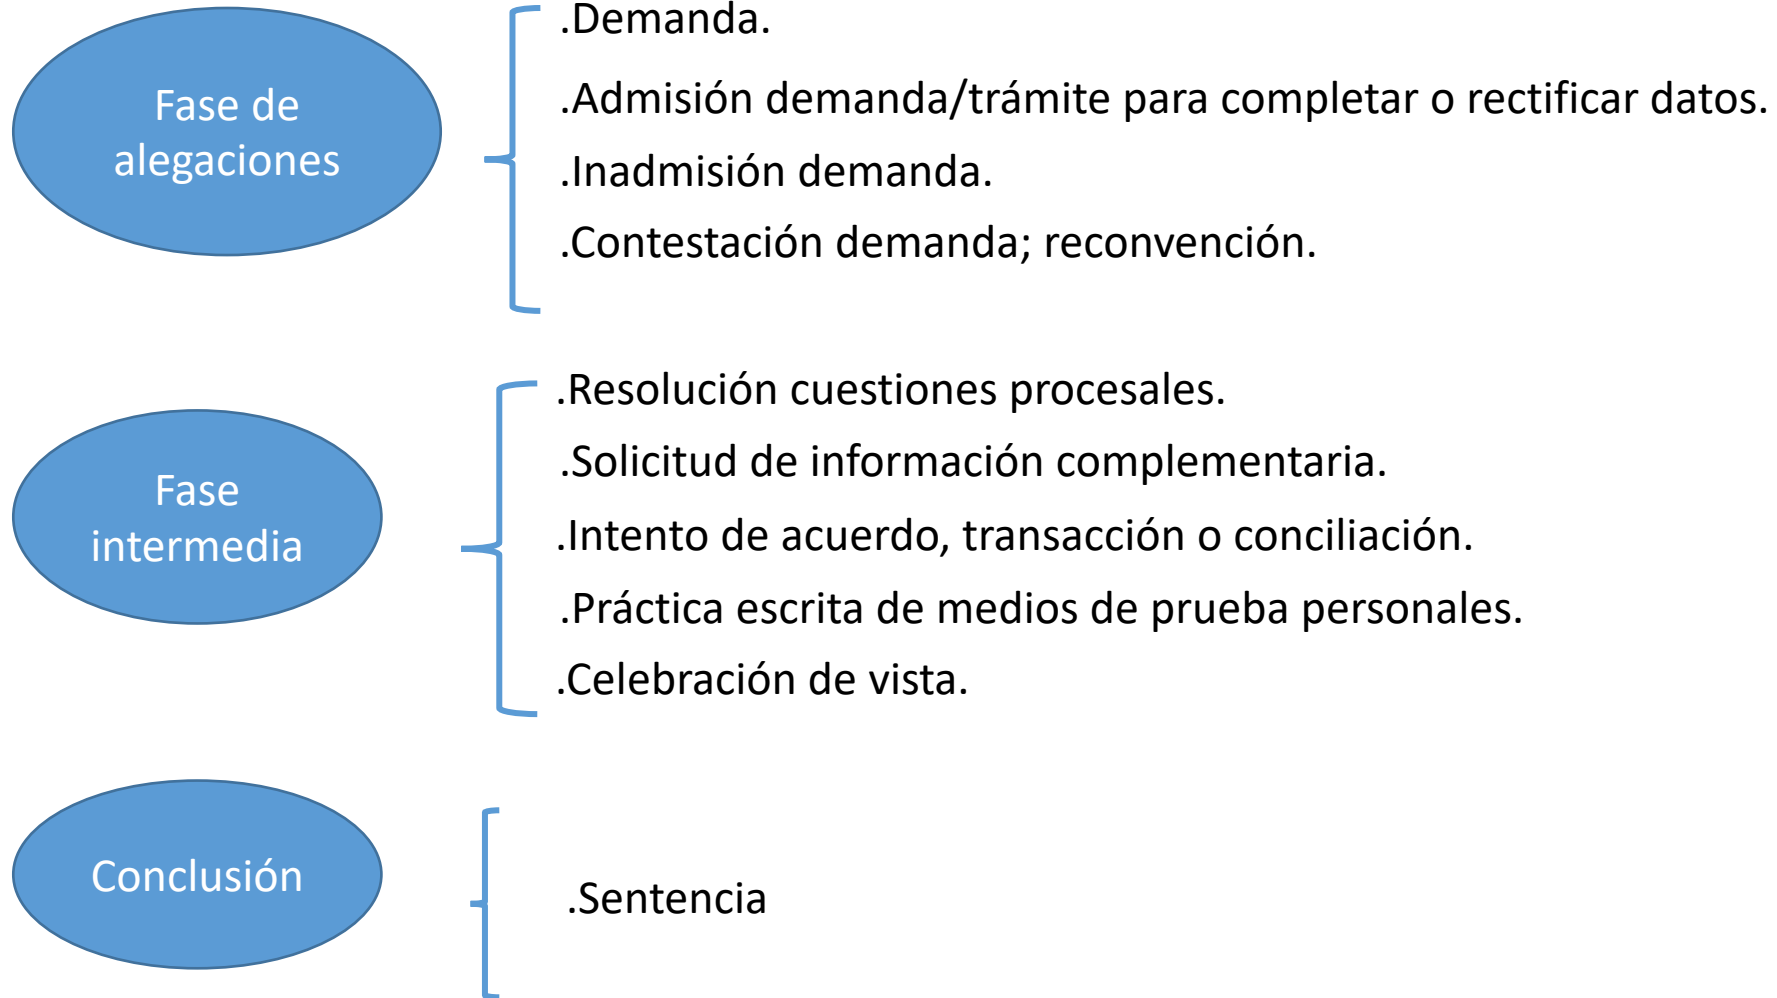 Fase de
alegaciones
.Demanda.
.Admisión demanda/trámite para completar o rectificar datos.
.Inadmisión demanda.
.Contestación demanda; reconvención.
Fase
intermedia
.Resolución cuestiones procesales.
.Solicitud de información complementaria.
.Intento de acuerdo, transacción o conciliación.
.Práctica escrita de medios de prueba personales.
.Celebración de vista.
Conclusión
.Sentencia